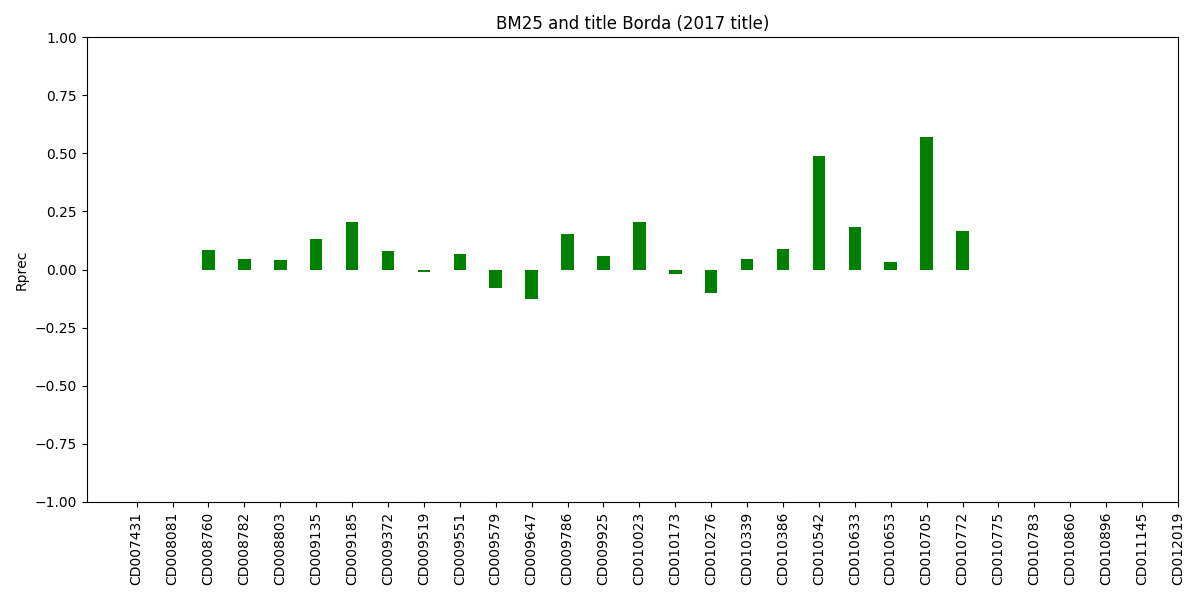 BM25 and title Borda (2017 title)
1.00
0.75
0.50
0.25
0.00
−0.25
−0.50
−0.75
−1.00
Rprec
CD007431
CD008081
CD008760
CD008782
CD008803
CD009135
CD009185
CD009372
CD009519
CD009551
CD009579
CD009647
CD009786
CD009925
CD010023
CD010173
CD010276
CD010339
CD010386
CD010542
CD010633
CD010653
CD010705
CD010772
CD010775
CD010783
CD010860
CD010896
CD011145
CD012019